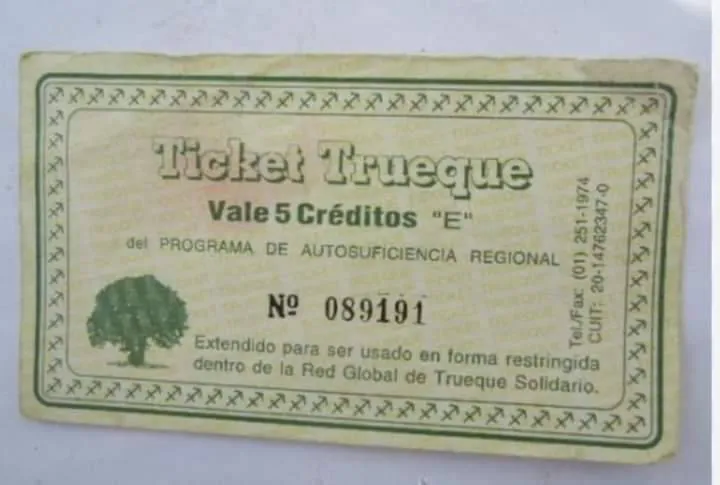 Ticket Trueque
Vale 5 Créditos "E"
del PROGRAMA DE AUTOSUFICIENCIA REGIONAL
Nº 089191
Extendido para ser usado en forma restringida
dentro de la Red Global de Trueque Solidario.
Tel./Fax: (01) 251-1974
CUIT: 20-14762347-0